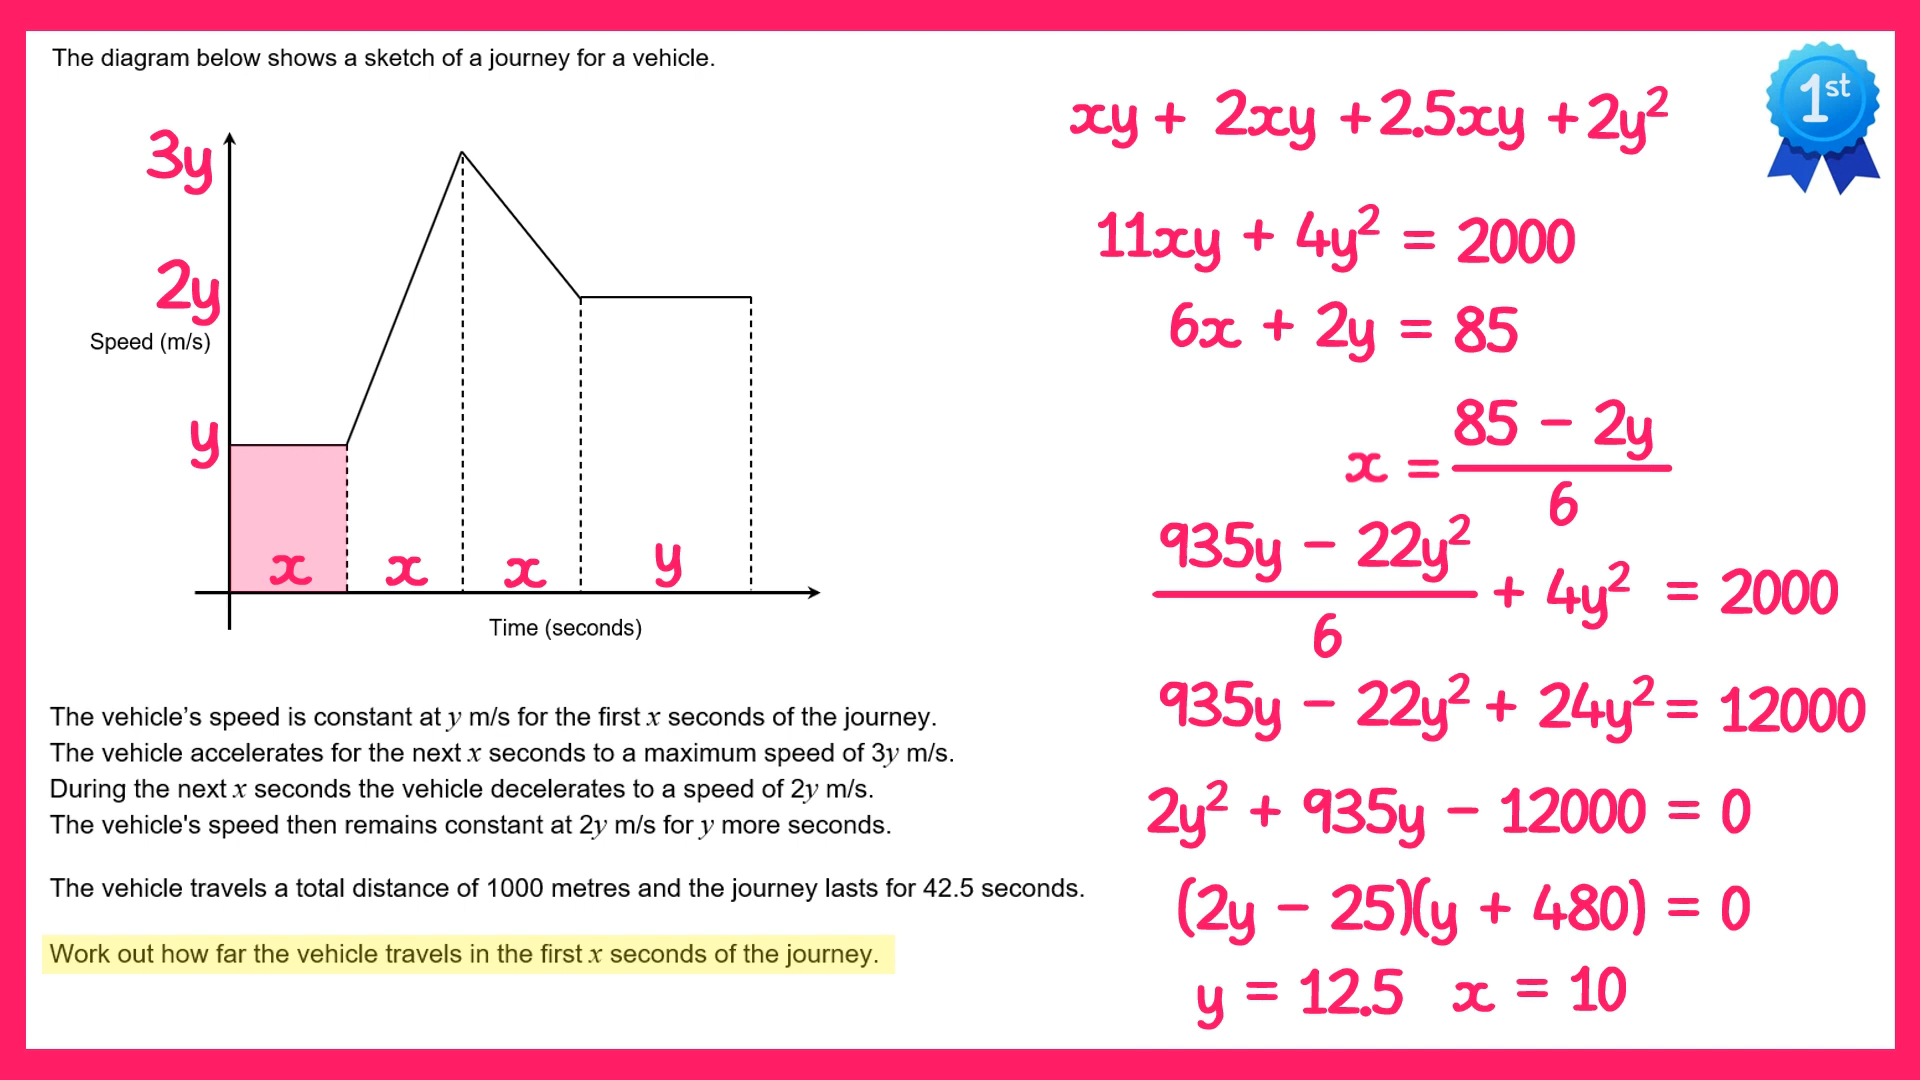 The diagram below shows a sketch of a journey for a vehicle.
3y
2y
Speed (m/s)
y
x x x y
Time (seconds)
The vehicle’s speed is constant at y m/s for the first x seconds of the journey.
The vehicle accelerates for the next x seconds to a maximum speed of 3y m/s.
During the next x seconds the vehicle decelerates to a speed of 2y m/s.
The vehicle's speed then remains constant at 2y m/s for y more seconds.
The vehicle travels a total distance of 1000 metres and the journey lasts for 42.5 seconds.
Work out how far the vehicle travels in the first x seconds of the journey.
xy + 2xy + 2.5xy + 2y²
11xy + 4y² = 2000
6x + 2y = 85
85 − 2y
x =
6
935y − 22y²
+ 4y² = 2000
6
935y − 22y² + 24y² = 12000
2y² + 935y − 12000 = 0
(2y − 25)(y + 480) = 0
y = 12.5 x = 10
1st